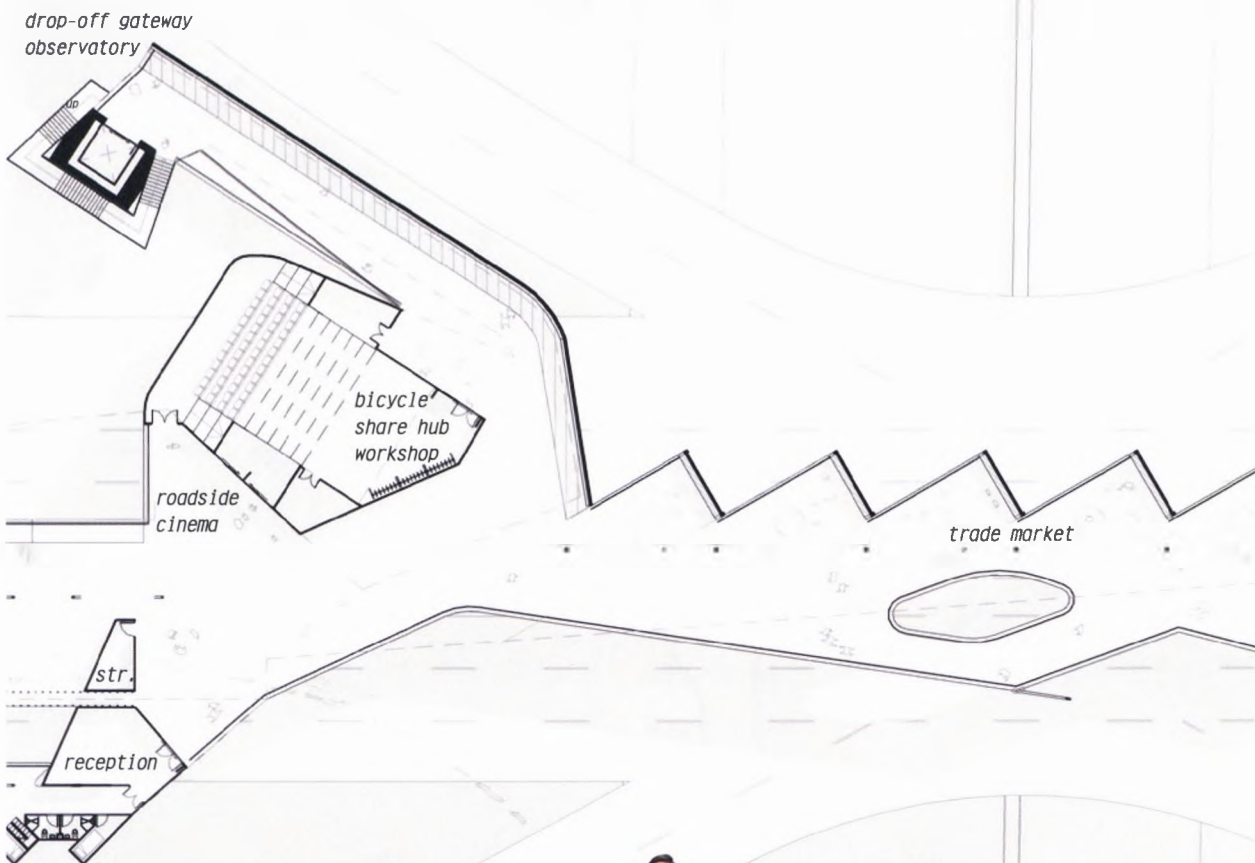 drop-off gateway
observatory
up
bicycle
share hub
workshop
roadside
cinema
trade market
str.
reception